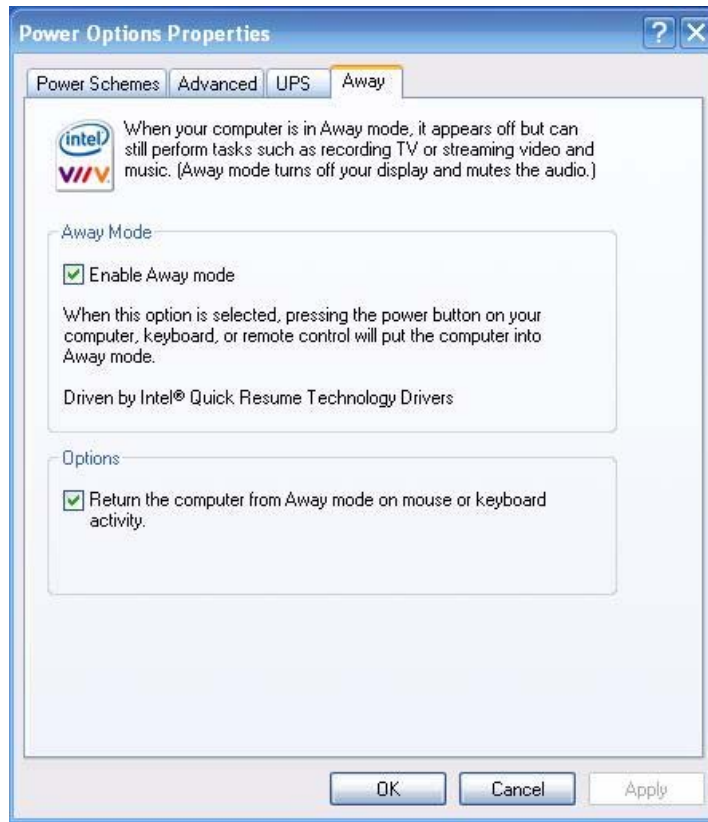 Power Options Properties
Power Schemes Advanced UPS Away
intel
VIIV
When your computer is in Away mode, it appears off but can
still perform tasks such as recording TV or streaming video and
music. (Away mode turns off your display and mutes the audio.)
Away Mode
Enable Away mode
When this option is selected, pressing the power button on your
computer, keyboard, or remote control will put the computer into
Away mode.
Driven by Intel® Quick Resume Technology Drivers
Options
Return the computer from Away mode on mouse or keyboard
activity.
OK Cancel Apply